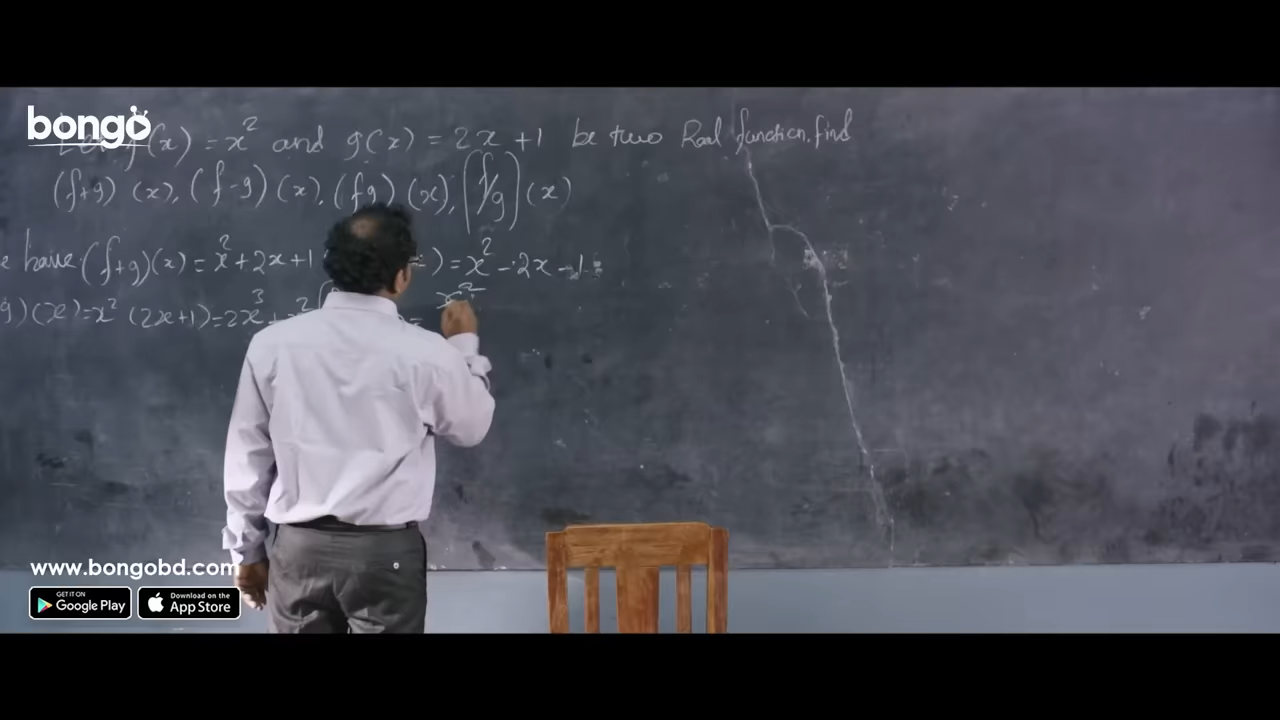 bongo
f(x) = x² and g(x) = 2x + 1 be two Real function. find
(f+g) (x), (f-g) (x), (fg) (x), (f/g) (x)
have (f+g)(x) = x² + 2x + 1 ) = x² - 2x - 1
g)(x) = x² (2x+1) = 2x³ + = x²
www.bongobd.com
GET IT ON Google Play
Download on the App Store